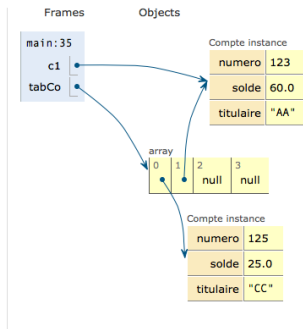 Frames Objects
main:35
c1
tabCo
Compte instance
numero 123
solde 60.0
titulaire "AA"
array
0 1 2 3
null null
Compte instance
numero 125
solde 25.0
titulaire "CC"